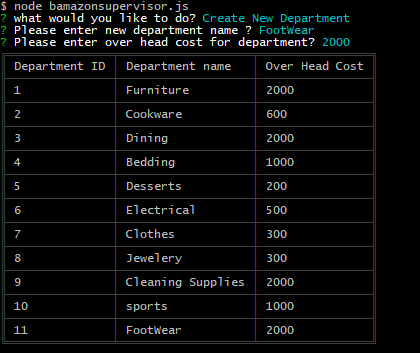 $ node bamazonsupervisor.js
? what would you like to do? Create New Department
? Please enter new department name ? FootWear
? Please enter over head cost for department? 2000
Department ID Department name Over Head Cost
1 Furniture 2000
2 Cookware 600
3 Dining 2000
4 Bedding 1000
5 Desserts 200
6 Electrical 500
7 Clothes 300
8 Jewelery 300
9 Cleaning Supplies 2000
10 sports 1000
11 FootWear 2000